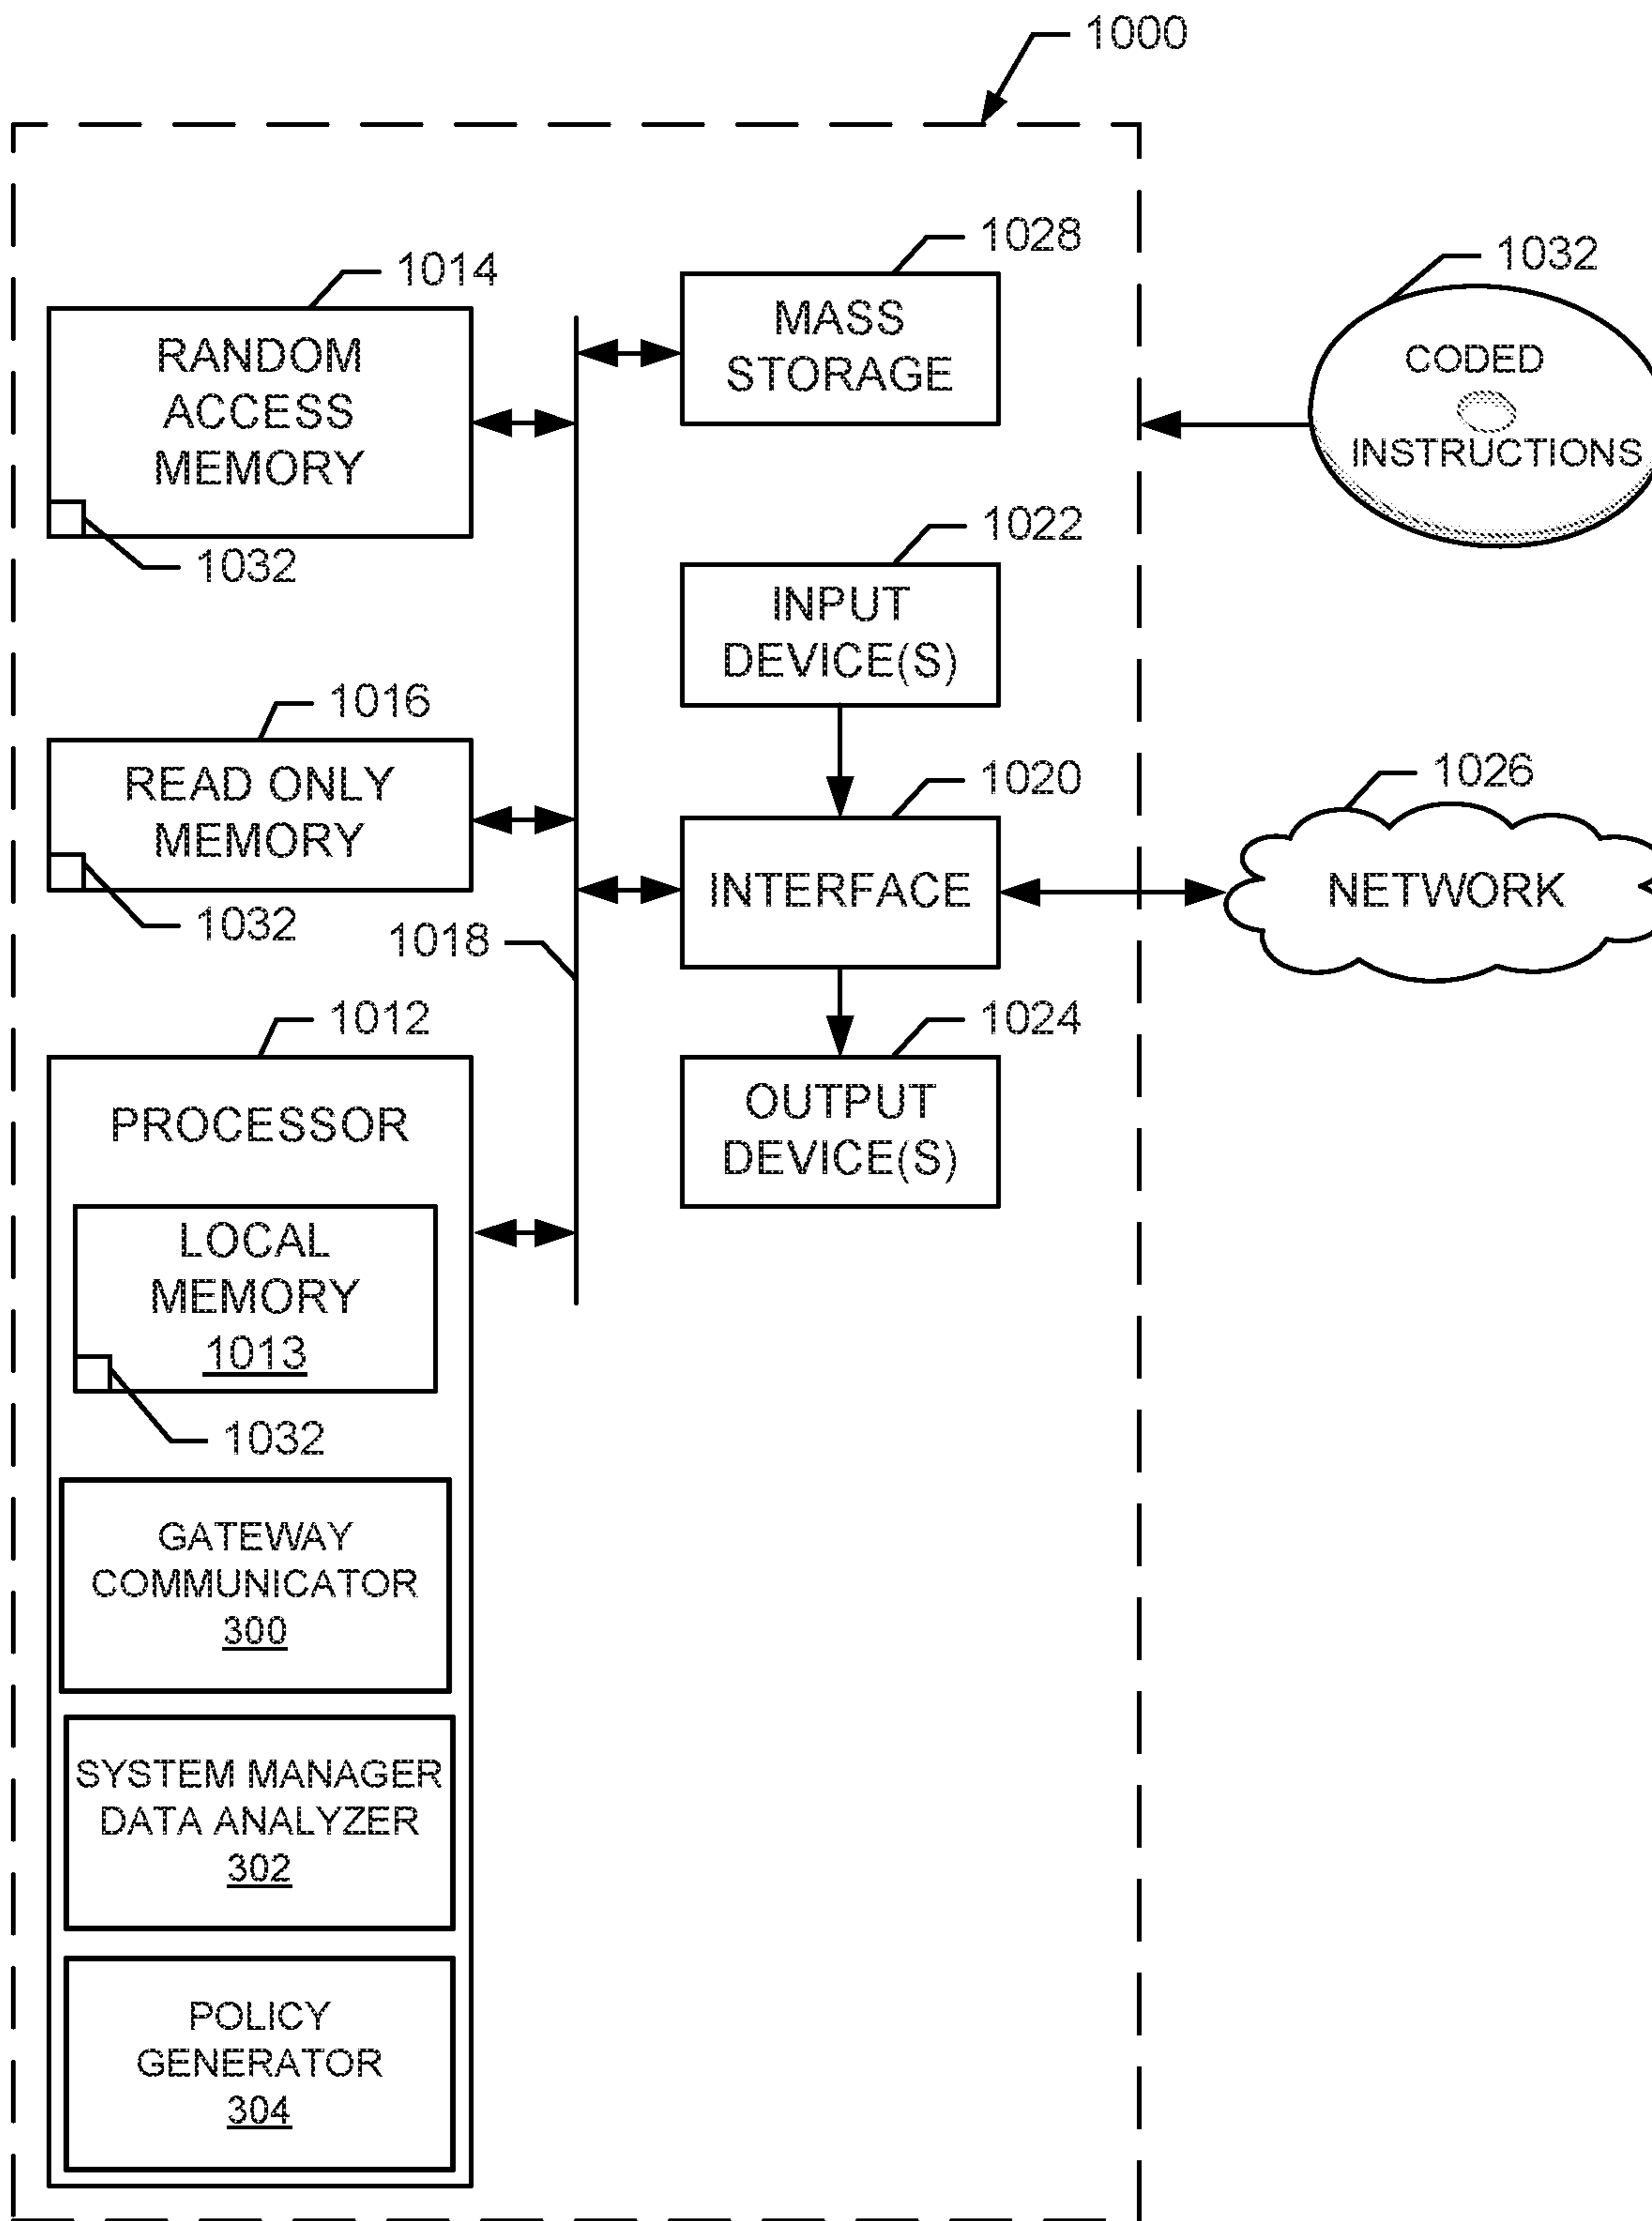 1000
1014
RANDOM
ACCESS
MEMORY
1032
1028
MASS
STORAGE
1032
CODED
INSTRUCTIONS
1022
INPUT
DEVICE(S)
1016
READ ONLY
MEMORY
1032
1018
1020
INTERFACE
1026
NETWORK
1024
OUTPUT
DEVICE(S)
1012
PROCESSOR
LOCAL
MEMORY
1013
1032
GATEWAY
COMMUNICATOR
300
SYSTEM MANAGER
DATA ANALYZER
302
POLICY
GENERATOR
304